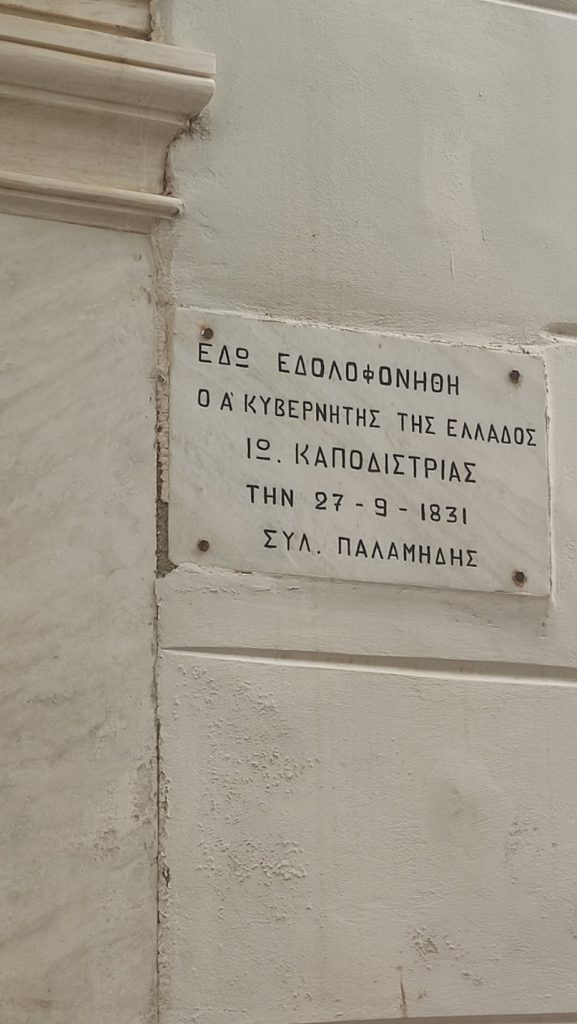 ΕΔΩ ΕΔΟΛΟΦΟΝΗΘΗ
Ο Α' ΚΥΒΕΡΝΗΤΗΣ ΤΗΣ ΕΛΛΑΔΟΣ
ΙΩ. ΚΑΠΟΔΙΣΤΡΙΑΣ
ΤΗΝ 27 - 9 - 1831
ΣΥΛ. ΠΑΛΑΜΗΔΗΣ